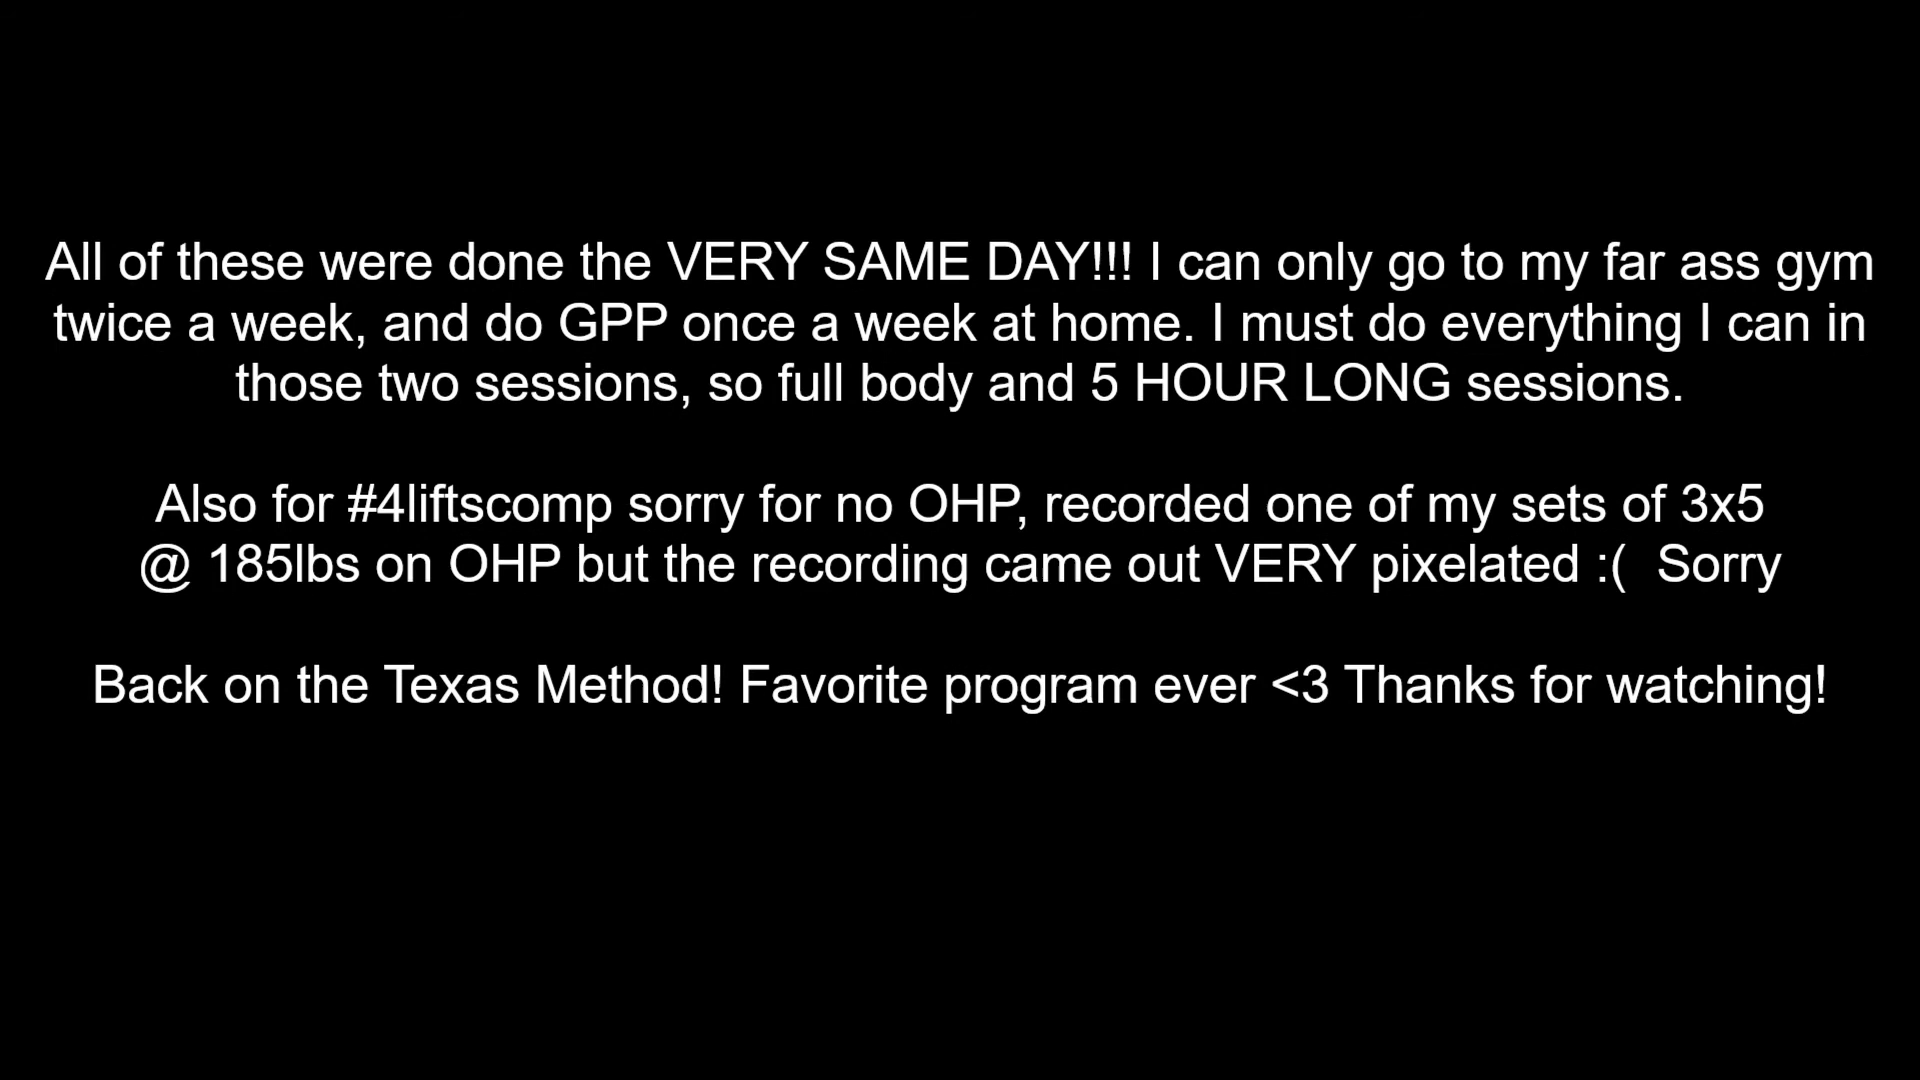 All of these were done the VERY SAME DAY!!! I can only go to my far ass gym
twice a week, and do GPP once a week at home. I must do everything I can in
those two sessions, so full body and 5 HOUR LONG sessions.
Also for #4liftscomp sorry for no OHP, recorded one of my sets of 3x5
@ 185lbs on OHP but the recording came out VERY pixelated :(  Sorry
Back on the Texas Method! Favorite program ever <3 Thanks for watching!